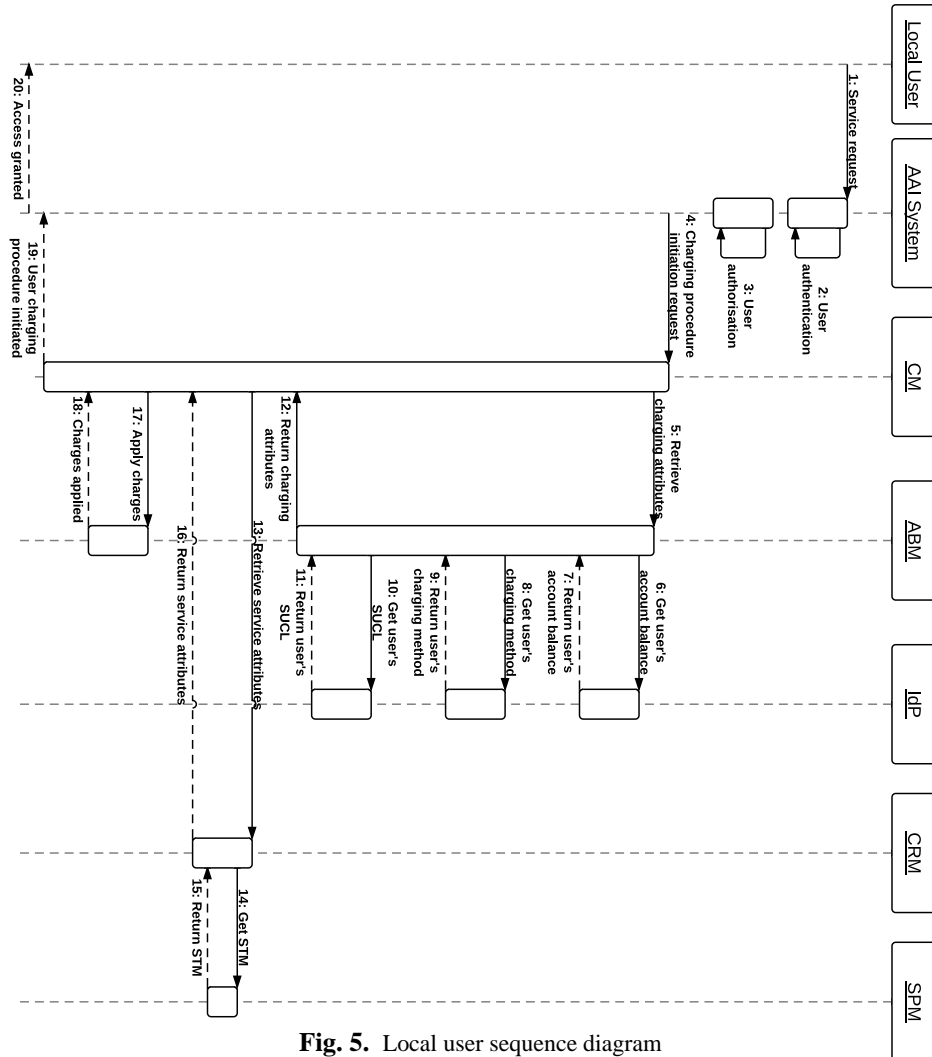 Local User
AAI System
CM
ABM
IdP
CRM
SPM
1: Service request
2: User
authentication
3: User
authorisation
4: Charging procedure
initiation request
5: Retrieve
charging attributes
6: Get user's
account balance
7: Return user's
account balance
8: Get user's
charging method
9: Return user's
charging method
10: Get user's
SUCL
11: Return user's
SUCL
12: Return charging
attributes
13: Retrieve service attributes
14: Get STM
15: Return STM
16: Return service attributes
17: Apply charges
18: Charges applied
19: User charging
procedure initiated
20: Access granted
Fig. 5. Local user sequence diagram